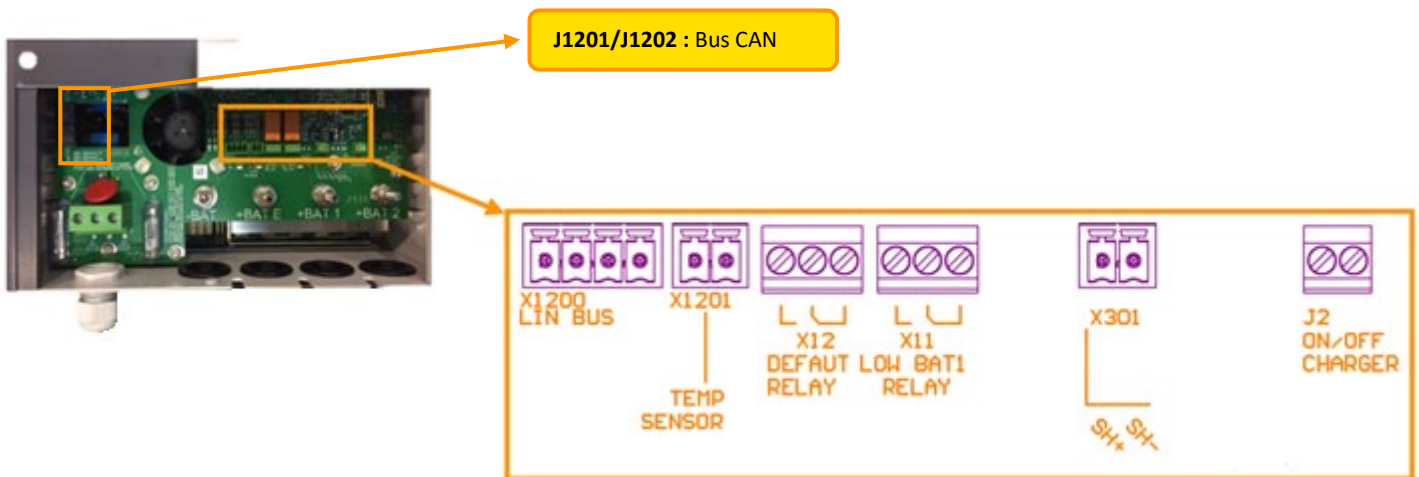 J1201/J1202 : Bus CAN
-BAT
+BAT E
+BAT 1
+BAT 2
X1200
LIN BUS
X1201
TEMP
SENSOR
X12
DEFAUT
RELAY
X11
LOW BAT1
RELAY
X301
SH+
SH-
J2
ON/OFF
CHARGER